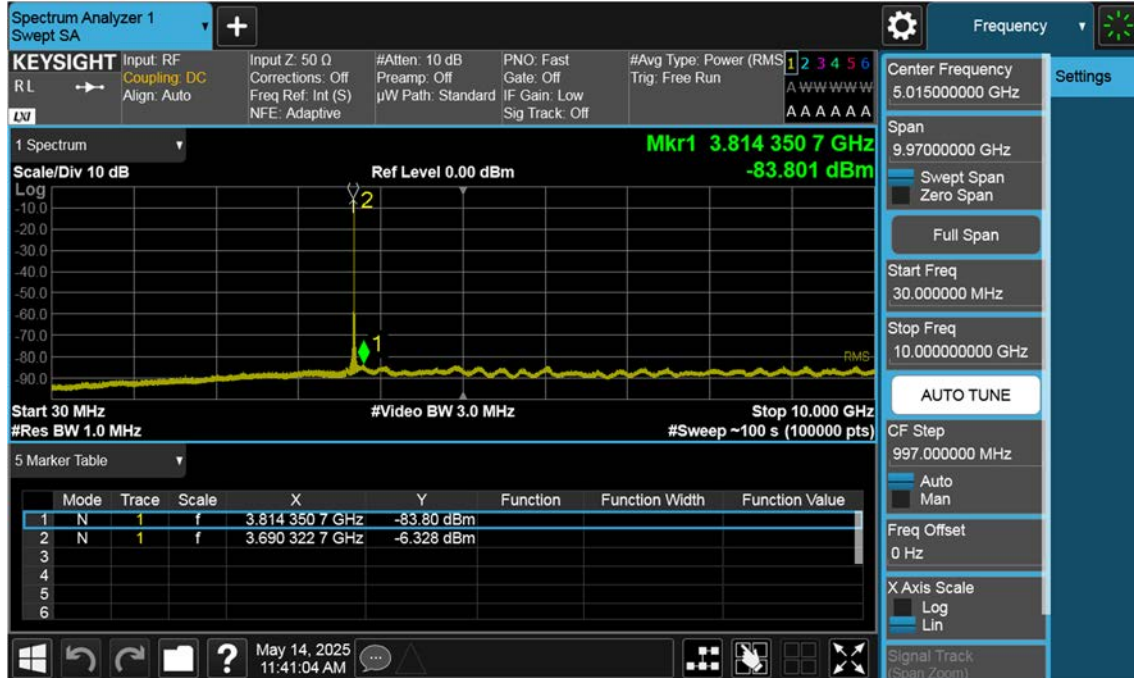 Spectrum Analyzer 1
Swept SA
+
Frequency
KEYSIGHT
RL
LXI
Input: RF
Coupling: DC
Align: Auto
Input Z: 50 Ω
Corrections: Off
Freq Ref: Int (S)
NFE: Adaptive
#Atten: 10 dB
Preamp: Off
µW Path: Standard
PNO: Fast
Gate: Off
IF Gain: Low
Sig Track: Off
#Avg Type: Power (RMS
Trig: Free Run
1 2 3 4 5 6
A W W W W W
A A A A A A
1 Spectrum
Scale/Div 10 dB
Ref Level 0.00 dBm
Mkr1 3.814 350 7 GHz
-83.801 dBm
Log
-10.0
-20.0
-30.0
-40.0
-50.0
-60.0
-70.0
-80.0
-90.0
2
1
RMS
Start 30 MHz
#Video BW 3.0 MHz
Stop 10.000 GHz
#Res BW 1.0 MHz
#Sweep ~100 s (100000 pts)
5 Marker Table
Mode Trace Scale X Y Function Function Width Function Value
1 N 1 f 3.814 350 7 GHz -83.80 dBm
2 N 1 f 3.690 322 7 GHz -6.328 dBm
3
4
5
6
?
May 14, 2025
11:41:04 AM
Settings
Center Frequency
5.015000000 GHz
Span
9.97000000 GHz
Swept Span
Zero Span
Full Span
Start Freq
30.000000 MHz
Stop Freq
10.000000000 GHz
AUTO TUNE
CF Step
997.000000 MHz
Auto
Man
Freq Offset
0 Hz
X Axis Scale
Log
Lin
Signal Track
(Span Zoom)